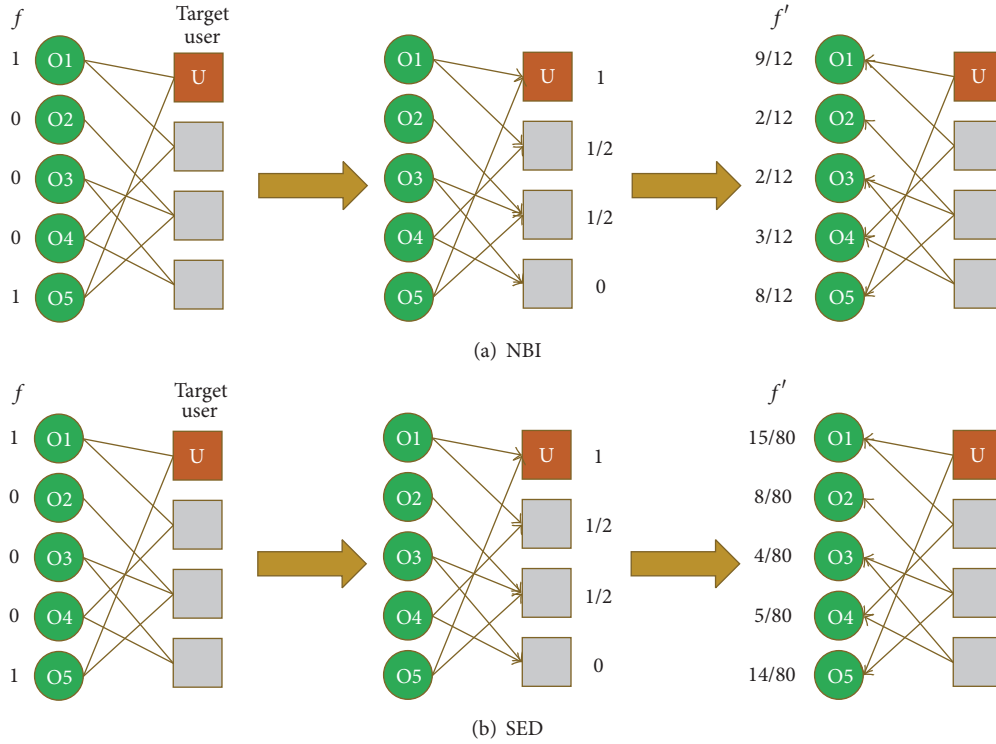 f Target user f′
1 O1 U O1 U 1 9/12 O1 U
0 O2 O2 1/2 2/12 O2
0 O3 O3 1/2 2/12 O3
0 O4 O4 0 3/12 O4
1 O5 O5 8/12 O5
(a) NBI
f Target user f′
1 O1 U O1 U 1 15/80 O1 U
0 O2 O2 1/2 8/80 O2
0 O3 O3 1/2 4/80 O3
0 O4 O4 0 5/80 O4
1 O5 O5 14/80 O5
(b) SED